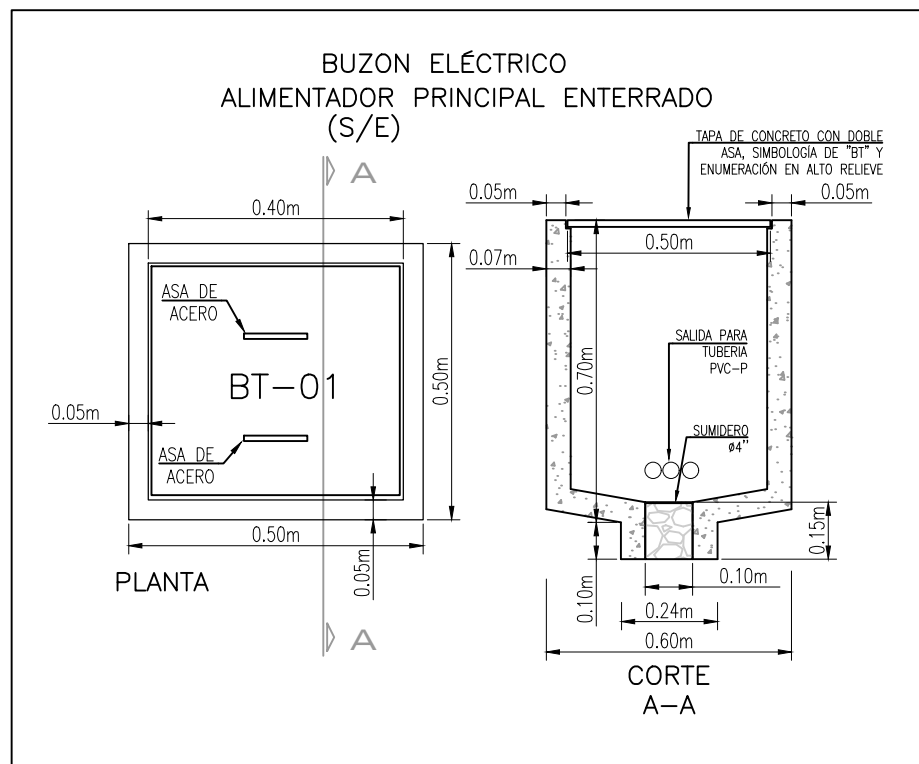 BUZON ELÉCTRICO
ALIMENTADOR PRINCIPAL ENTERRADO
(S/E)
A
0.40m
ASA DE
ACERO
BT-01
0.50m
0.05m
ASA DE
ACERO
0.50m
0.05m
PLANTA
A
TAPA DE CONCRETO CON DOBLE
ASA, SIMBOLOGÍA DE "BT" Y
ENUMERACIÓN EN ALTO RELIEVE
0.05m
0.05m
0.50m
0.07m
0.70m
SALIDA PARA
TUBERIA
PVC-P
SUMIDERO
ø4"
0.15m
0.10m
0.10m
0.24m
0.60m
CORTE
A-A